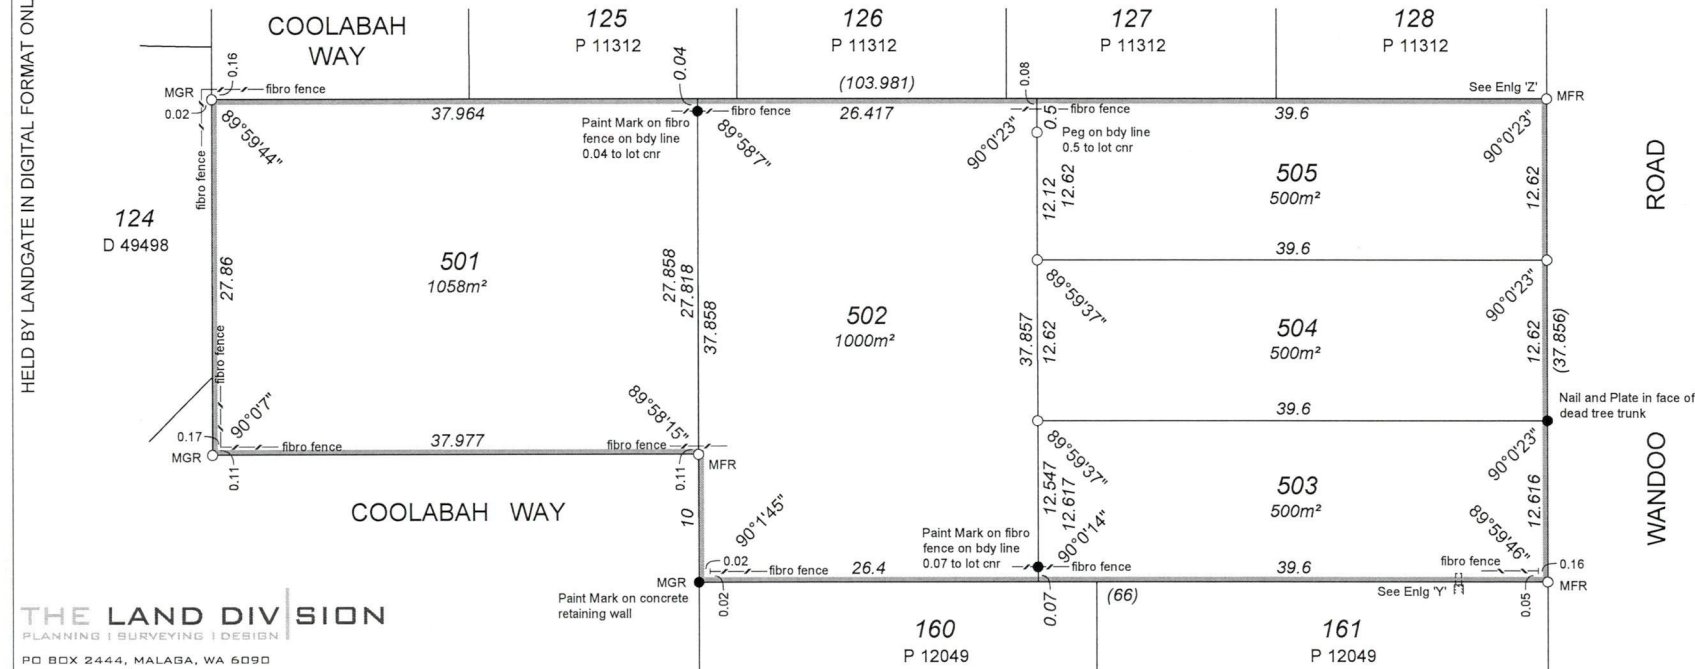 HELD BY LANDGATE IN DIGITAL FORMAT ONL
COOLABAH
WAY
125
P 11312
126
P 11312
127
P 11312
128
P 11312
0.16
MGR
fibro fence
0.02
0.04
(103.981)
0.08
See Enlg 'Z'
MFR
37.964
fibro fence
26.417
fibro fence
39.6
Paint Mark on fibro
fence on bdy line
0.04 to lot cnr
0.5
Peg on bdy line
0.5 to lot cnr
89°59'44"
89°58'7"
90°0'23"
90°0'23"
fibro fence
124
D 49498
27.86
501
1058m²
27.858
27.818
37.858
502
1000m²
12.12
12.62
505
500m²
12.62
39.6
89°59'37"
90°0'23"
37.857
12.62
504
500m²
12.62
(37.856)
39.6
Nail and Plate in face of
dead tree trunk
ROAD
WANDOO
fibro fence
90°0'7"
89°58'15"
0.17
MGR
fibro fence
37.977
fibro fence
MFR
0.11
0.11
COOLABAH WAY
10
90°1'45"
89°59'37"
90°0'23"
12.547
12.617
503
500m²
12.616
90°0'14"
89°59'46"
Paint Mark on fibro
fence on bdy line
0.07 to lot cnr
MGR
0.02
fibro fence
26.4
fibro fence
39.6
fibro fence
0.16
MFR
Paint Mark on concrete
retaining wall
0.02
0.07
(66)
See Enlg 'Y'
0.05
160
P 12049
161
P 12049
THE LAND DIVISION
PLANNING | SURVEYING | DESIGN
PO BOX 2444, MALAGA, WA 6090